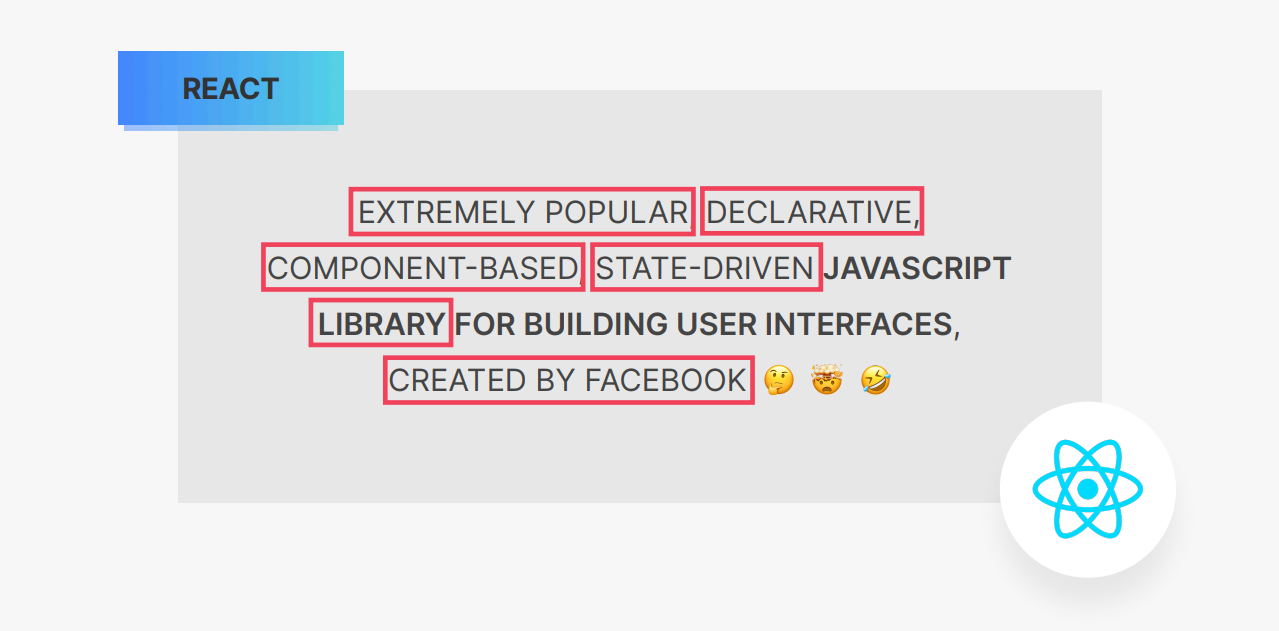 REACT
EXTREMELY POPULAR, DECLARATIVE,
COMPONENT-BASED, STATE-DRIVEN JAVASCRIPT
LIBRARY FOR BUILDING USER INTERFACES,
CREATED BY FACEBOOK 🤔 🤯 🤣